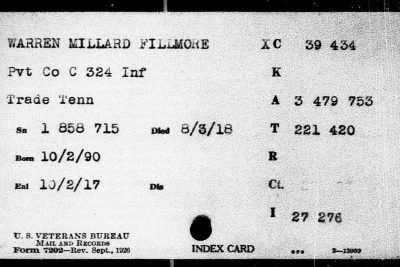 WARREN MILLARD FILLMORE XC 39 434
Pvt Co C 324 Inf K
Trade Tenn A 3 479 753
Sn 1 858 715 Died 8/3/18 T 221 420
Born 10/2/90 R
Enl 10/2/17 Dis Ct.
I 27 276
U. S. VETERANS BUREAU
MAIL AND RECORDS
Form 7202—Rev. Sept., 1926 INDEX CARD